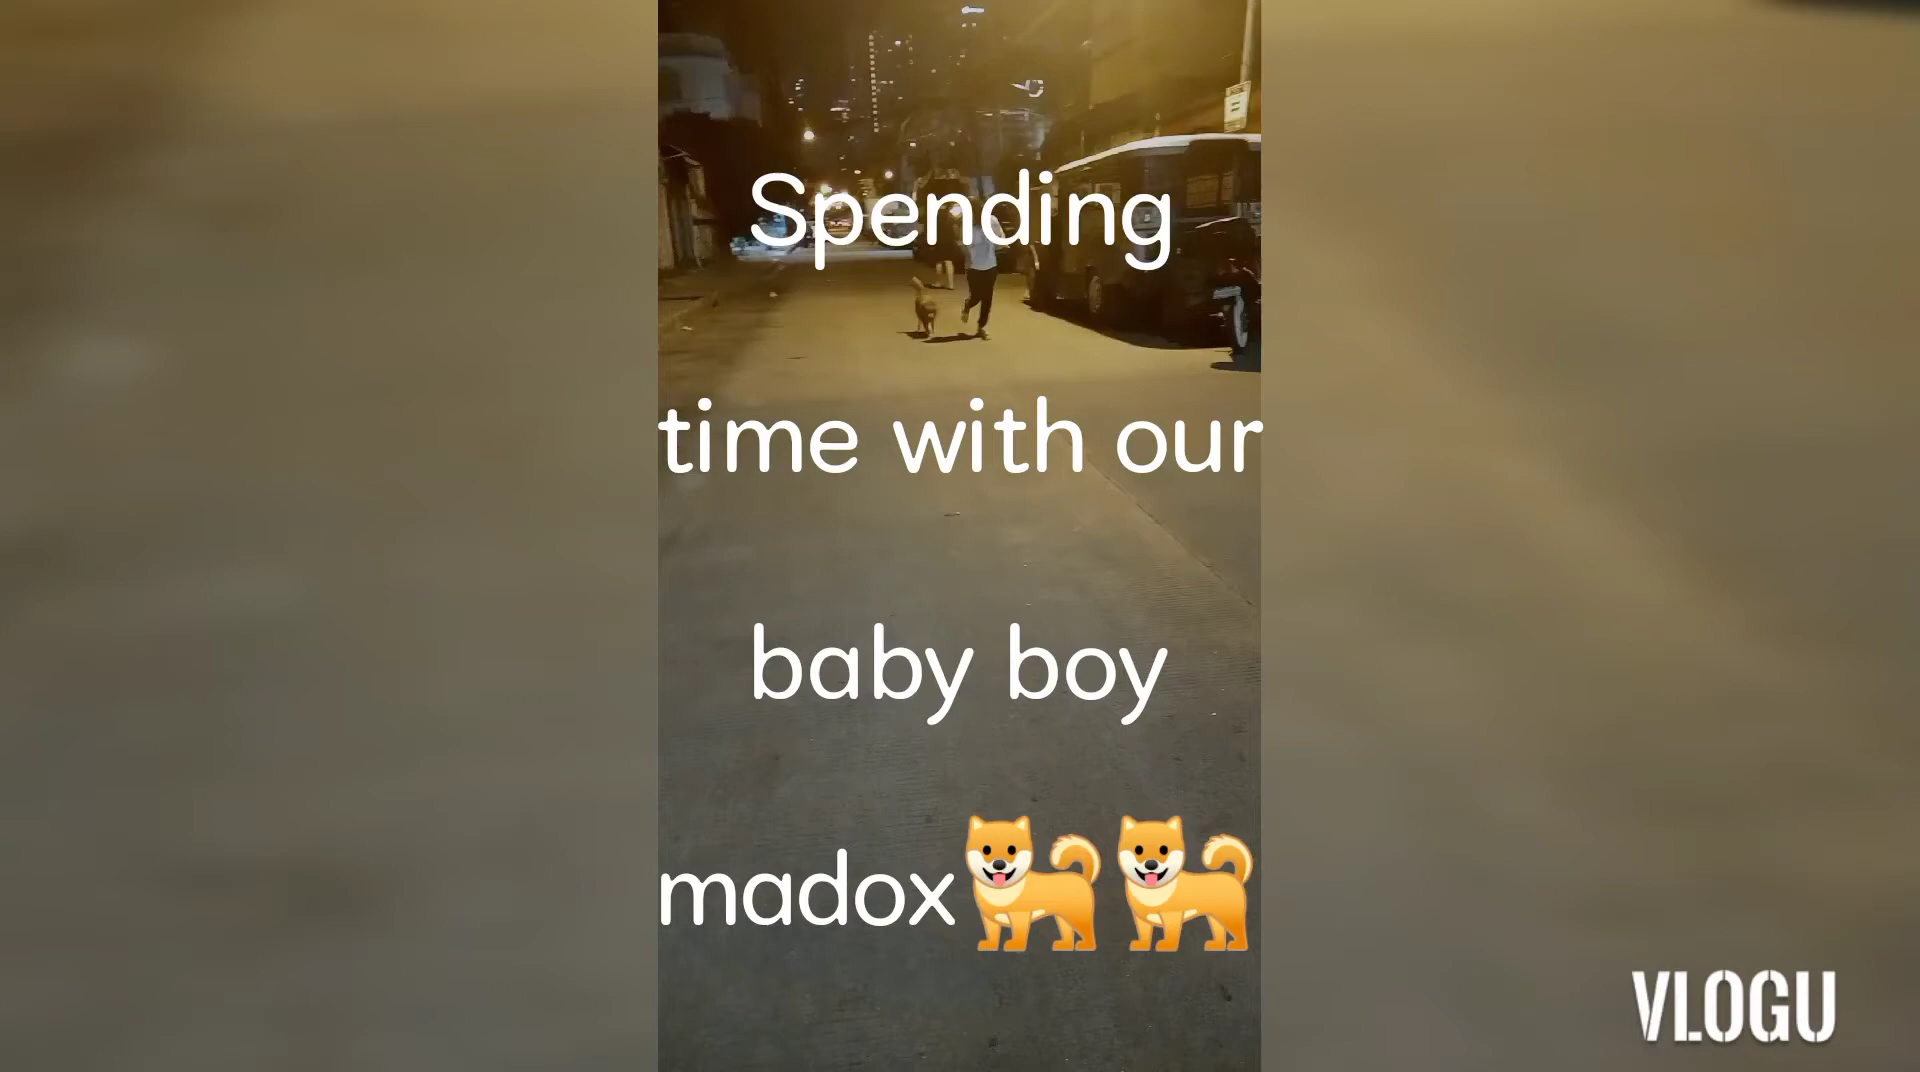 Spending
time with our
baby boy
madox🐕🐕
VLOGU